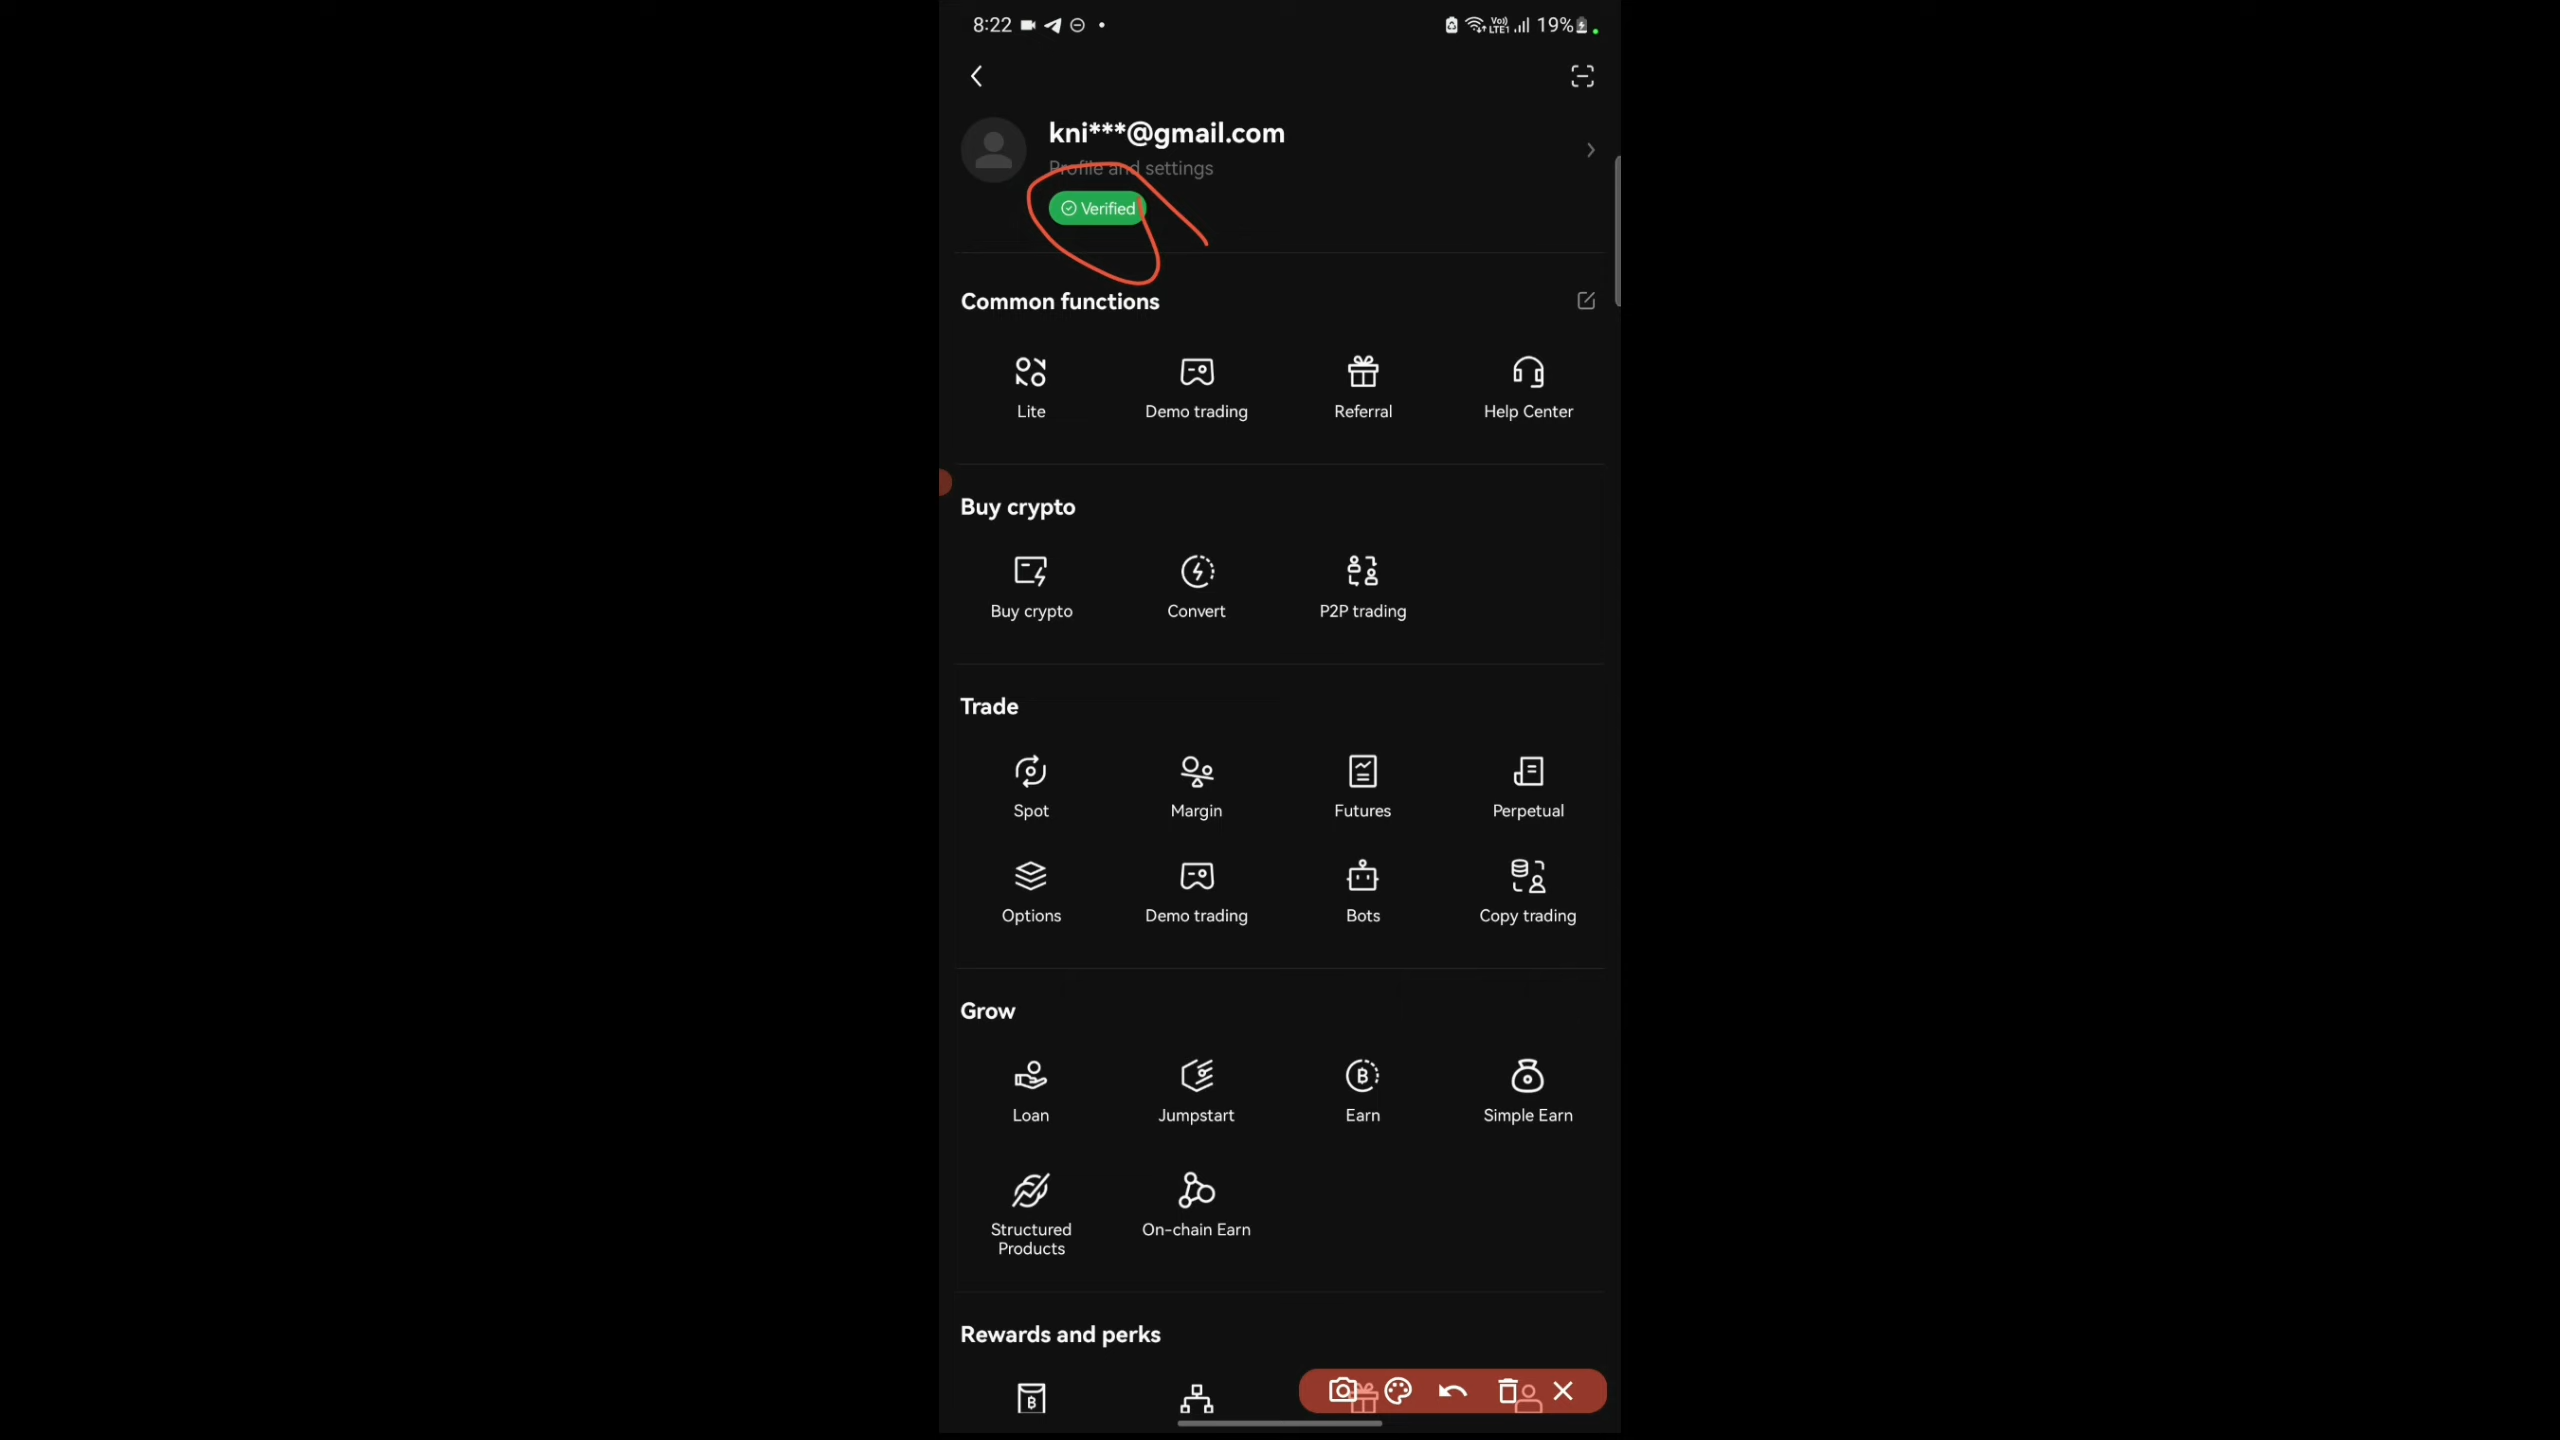 8:22
Vo)) LTE1 19%
kni***@gmail.com
Profile and settings
Verified
Common functions
Lite Demo trading Referral Help Center
Buy crypto
Buy crypto Convert P2P trading
Trade
Spot Margin Futures Perpetual
Options Demo trading Bots Copy trading
Grow
Loan Jumpstart Earn Simple Earn
Structured Products On-chain Earn
Rewards and perks